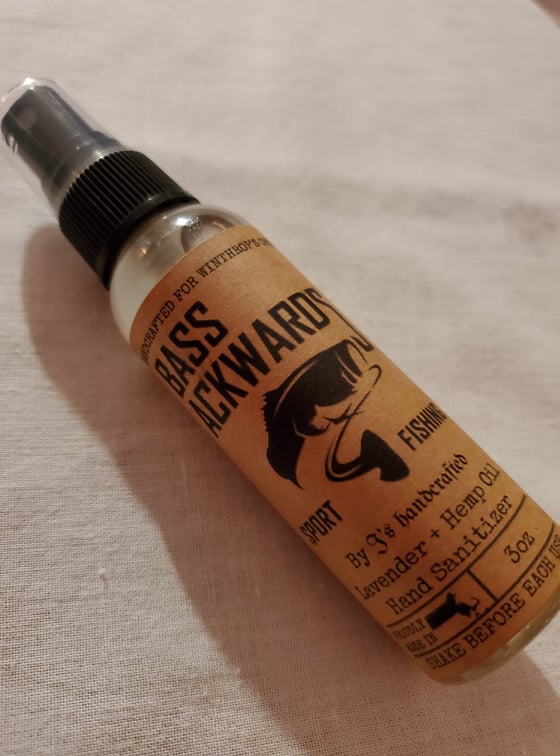 HANDCRAFTED FOR WINTHROP'S
BASS
ACKWARDS
SPORT FISHING
By J's handcrafted
Lavender + Hemp Oil
Hand Sanitizer
PROUDLY
MADE IN
3oz
SHAKE BEFORE EACH USE